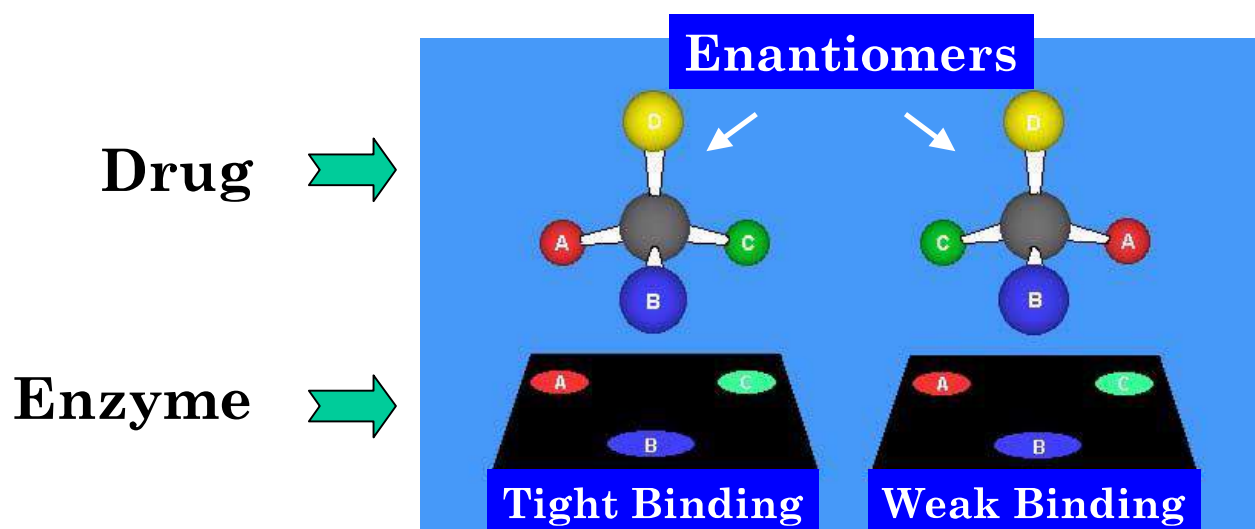 Enantiomers
Drug
D D
A C C A
B B
Enzyme
A C A C
B B
Tight Binding Weak Binding